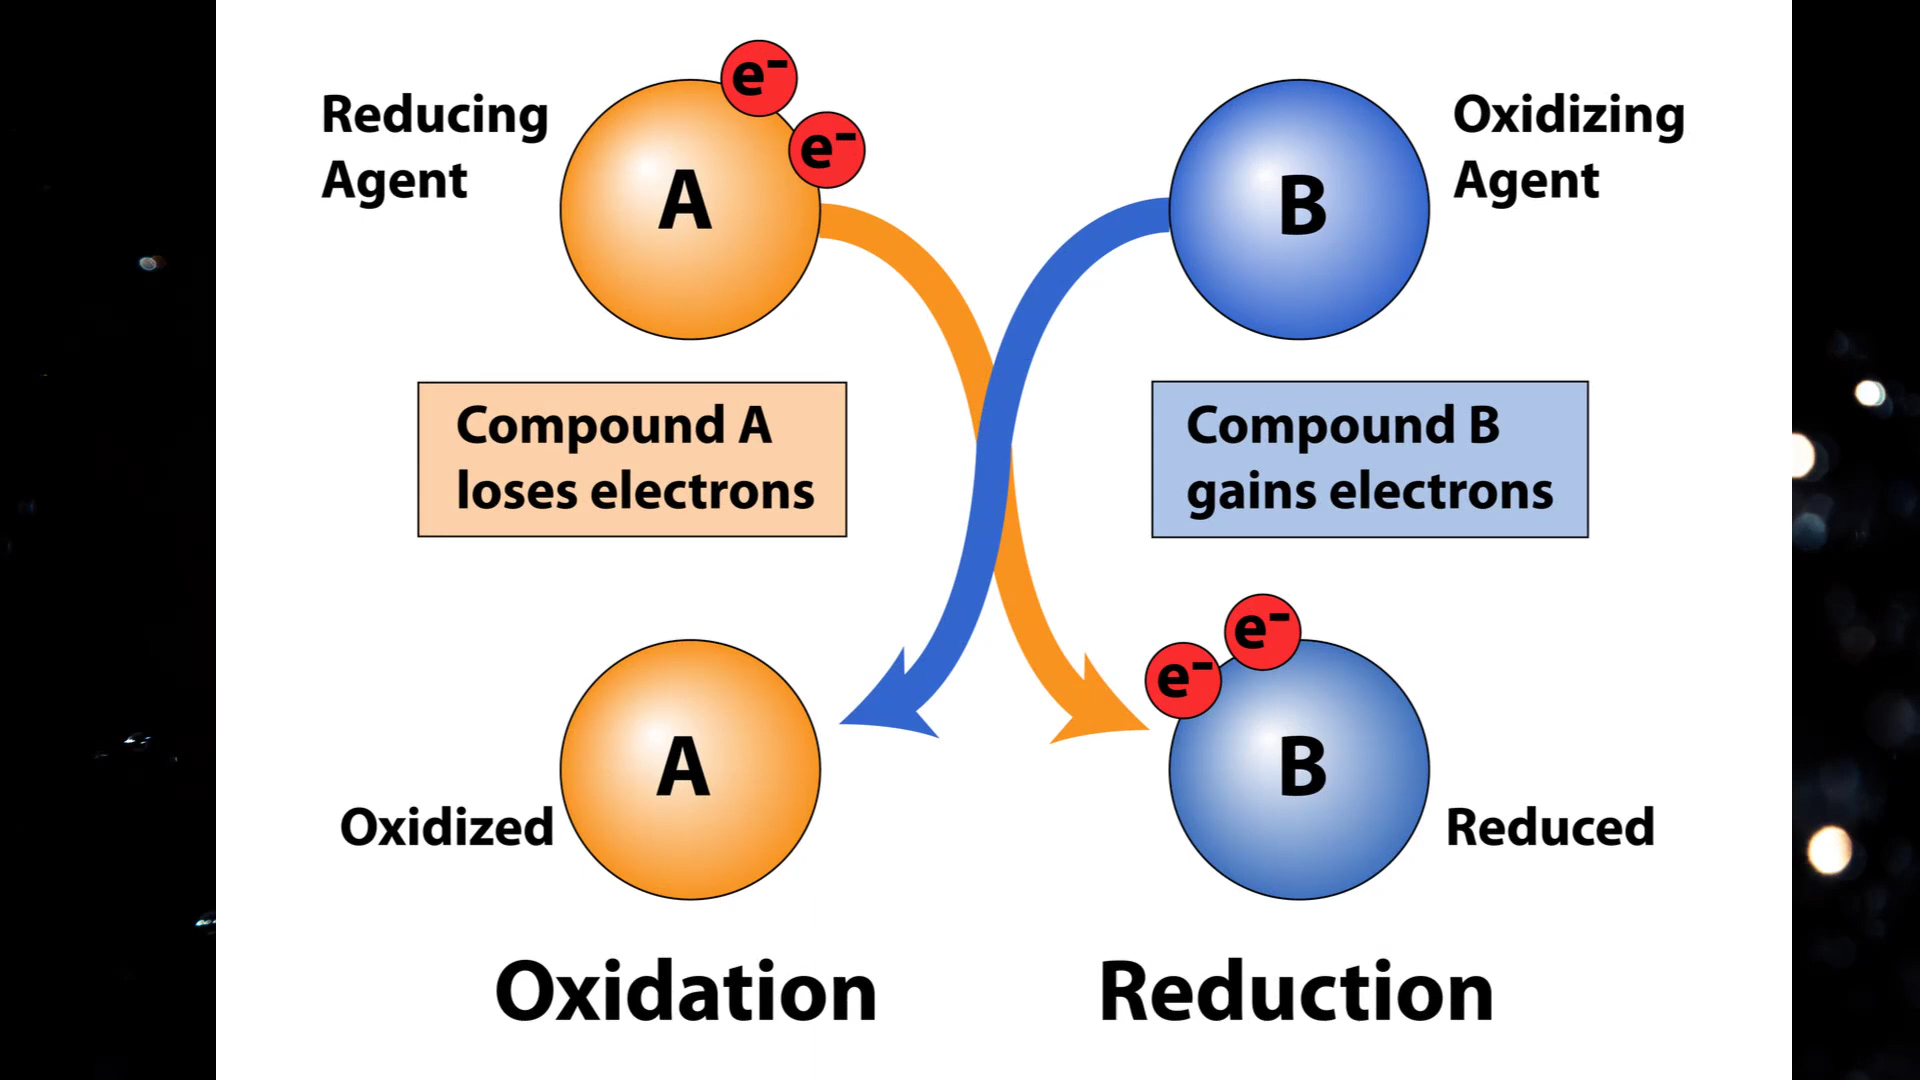 Reducing
Agent
e⁻
e⁻
A
B
Oxidizing
Agent
Compound A
loses electrons
Compound B
gains electrons
A
Oxidized
e⁻
e⁻
B
Reduced
Oxidation
Reduction